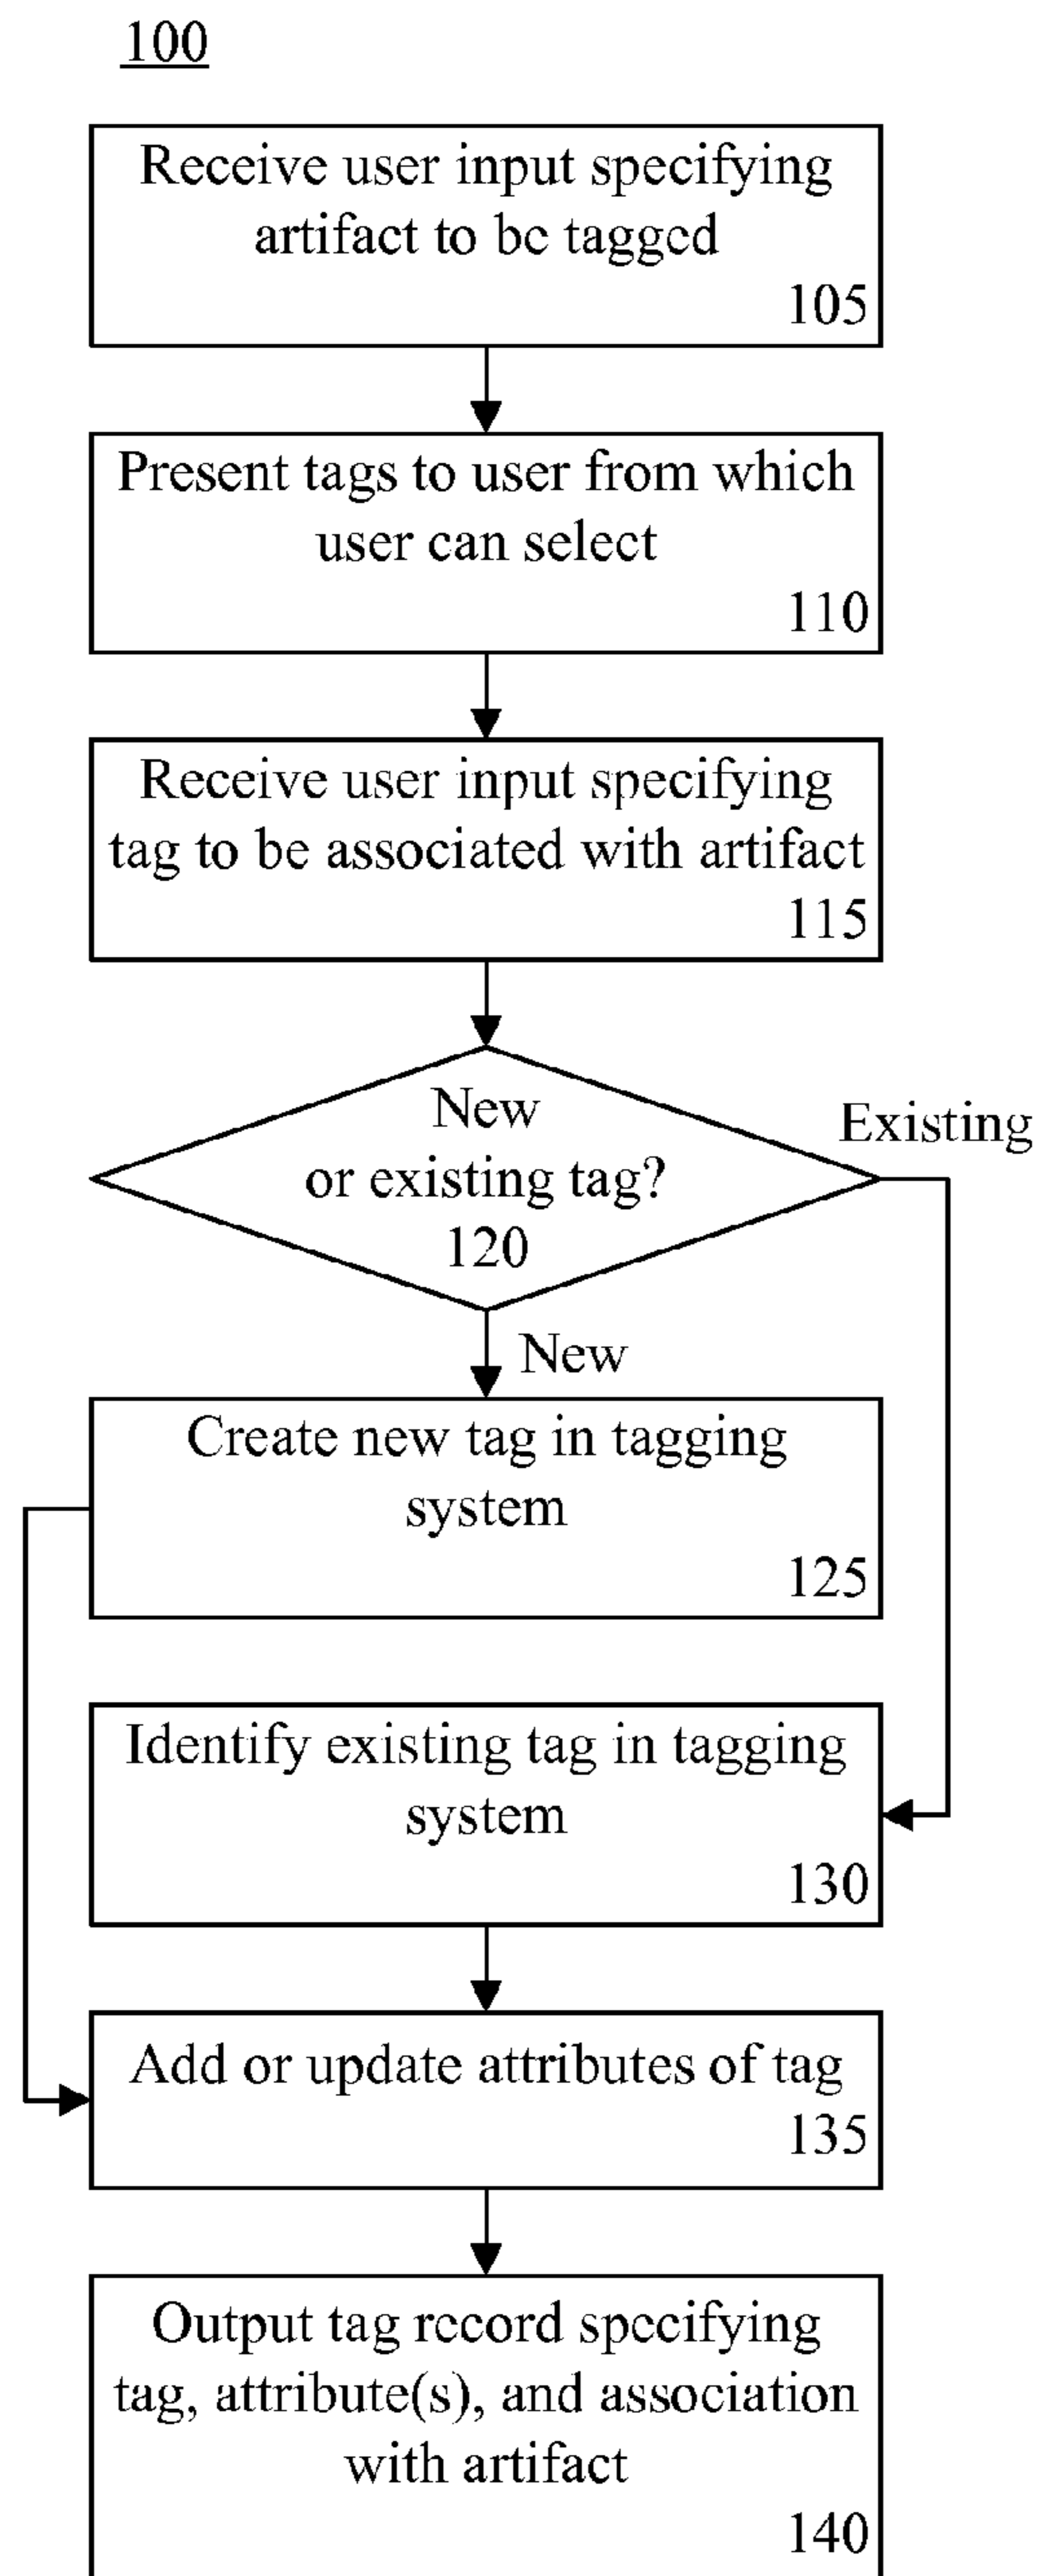 100
Receive user input specifying
artifact to be tagged
105
Present tags to user from which
user can select
110
Receive user input specifying
tag to be associated with artifact
115
New
or existing tag?
120
Existing
New
Create new tag in tagging
system
125
Identify existing tag in tagging
system
130
Add or update attributes of tag
135
Output tag record specifying
tag, attribute(s), and association
with artifact
140